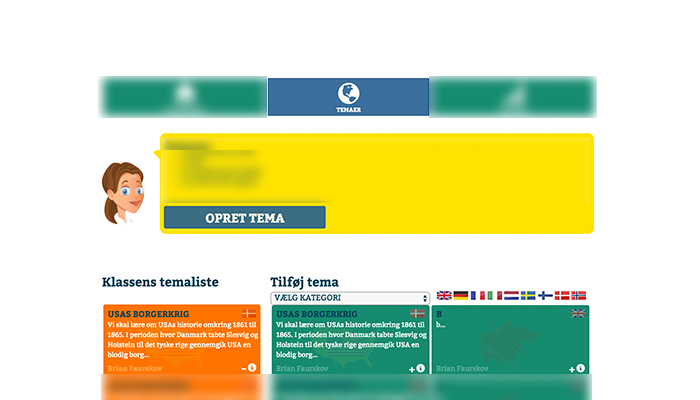 TEMAER
OPRET TEMA
Klassens temaliste
Tilføj tema
VÆLG KATEGORI
USAS BORGERKRIG
Vi skal lære om USAs historie omkring 1861 til
1865. I perioden hvor Danmark tabte Slesvig og
Holstein til det tyske rige gennemgik USA en
blodig borg...
Brian Faurskov
USAS BORGERKRIG
Vi skal lære om USAs historie omkring 1861 til
1865. I perioden hvor Danmark tabte Slesvig og
Holstein til det tyske rige gennemgik USA en
blodig borg...
Brian Faurskov
B
b...
Brian Faurskov